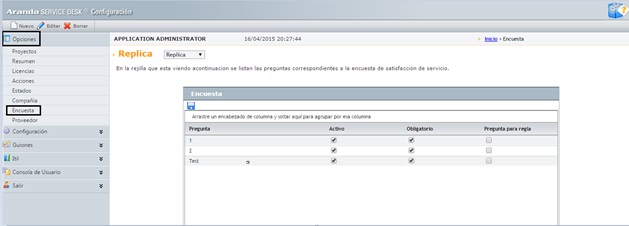 Aranda SERVICE DESK® Configuración
Nuevo Editar Borrar
Opciones
Proyectos
Resumen
Licencias
Acciones
Estados
Compañía
Encuesta
Proveedor
Configuración
Guiones
Itil
Consola de Usuario
Salir
APPLICATION ADMINISTRATOR 16/04/2015 20:27:44 Inicio » Encuesta
Replica Replica
En la rejilla que esta viendo acontinuacion se listan las preguntas correspondientes a la encuesta de satisfacción de servicio.
Encuesta
Arrastre un encabezado de columna y soltar aquí para agrupar por esa columna
Pregunta Activo Obligatorio Pregunta para regla
1
2
Test